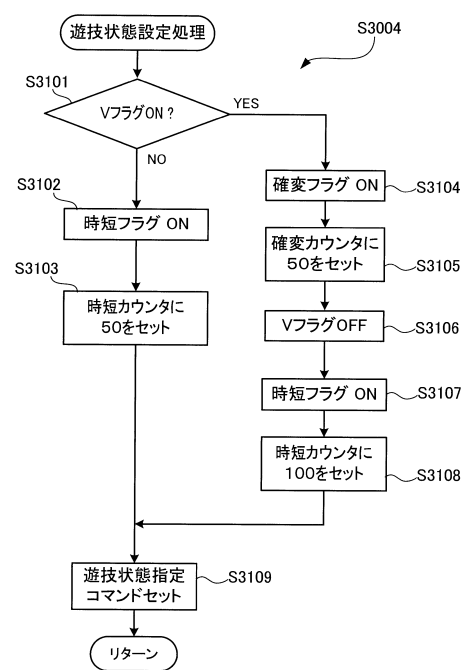 遊技状態設定処理
S3004
S3101
VフラグON?
YES
NO
S3102
時短フラグ ON
S3103
時短カウンタに
50をセット
確変フラグ ON
S3104
確変カウンタに
50をセット
S3105
VフラグOFF
S3106
時短フラグ ON
S3107
時短カウンタに
100をセット
S3108
遊技状態指定
コマンドセット
S3109
リターン